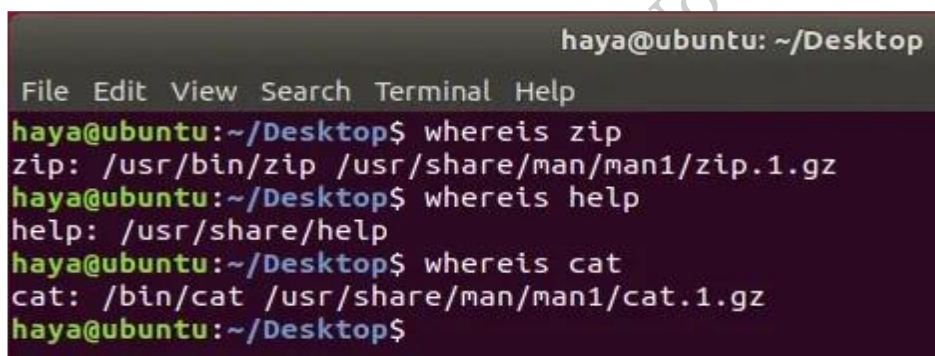 haya@ubuntu: ~/Desktop
File Edit View Search Terminal Help
haya@ubuntu:~/Desktop$ whereis zip
zip: /usr/bin/zip /usr/share/man/man1/zip.1.gz
haya@ubuntu:~/Desktop$ whereis help
help: /usr/share/help
haya@ubuntu:~/Desktop$ whereis cat
cat: /bin/cat /usr/share/man/man1/cat.1.gz
haya@ubuntu:~/Desktop$